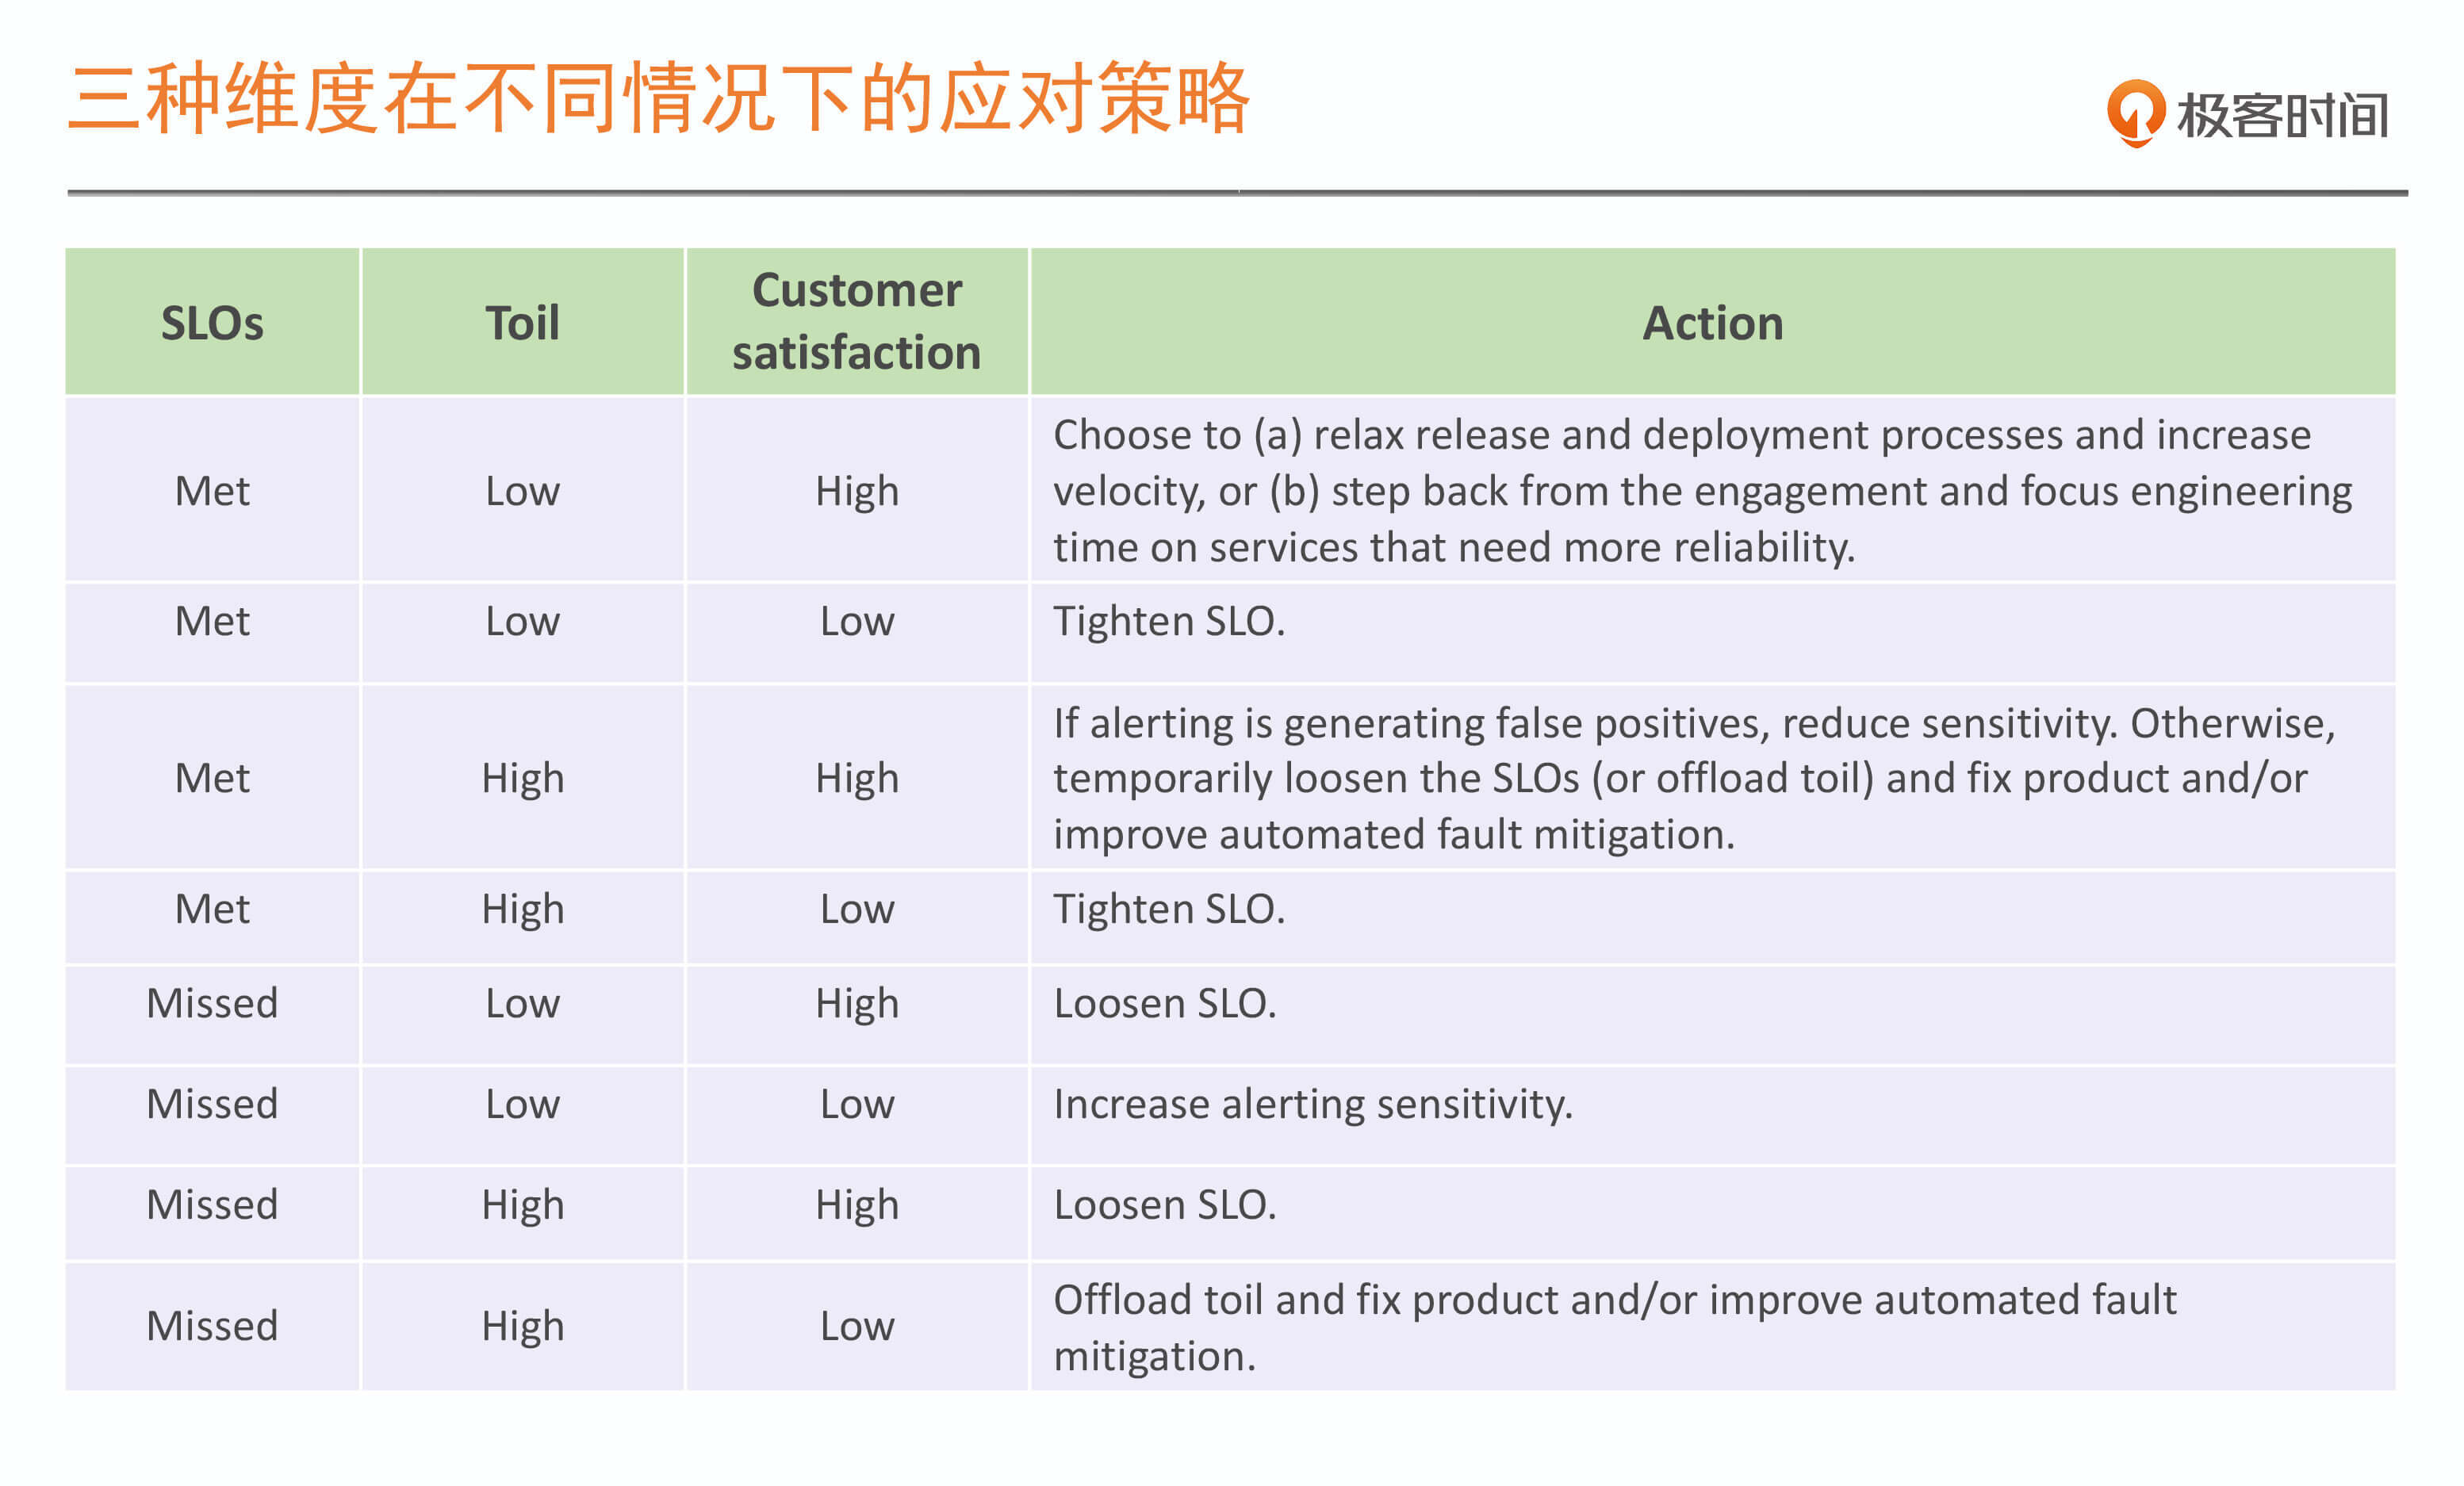 三种维度在不同情况下的应对策略
极客时间
SLOs
Toil
Customer
satisfaction
Action
Met
Low
High
Choose to (a) relax release and deployment processes and increase
velocity, or (b) step back from the engagement and focus engineering
time on services that need more reliability.
Met
Low
Low
Tighten SLO.
Met
High
High
If alerting is generating false positives, reduce sensitivity. Otherwise,
temporarily loosen the SLOs (or offload toil) and fix product and/or
improve automated fault mitigation.
Met
High
Low
Tighten SLO.
Missed
Low
High
Loosen SLO.
Missed
Low
Low
Increase alerting sensitivity.
Missed
High
High
Loosen SLO.
Missed
High
Low
Offload toil and fix product and/or improve automated fault
mitigation.